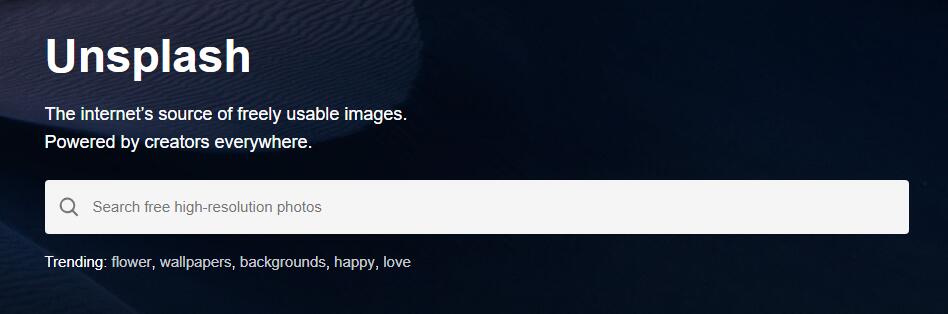 Unsplash
The internet’s source of freely usable images.
Powered by creators everywhere.
Search free high-resolution photos
Trending: flower, wallpapers, backgrounds, happy, love